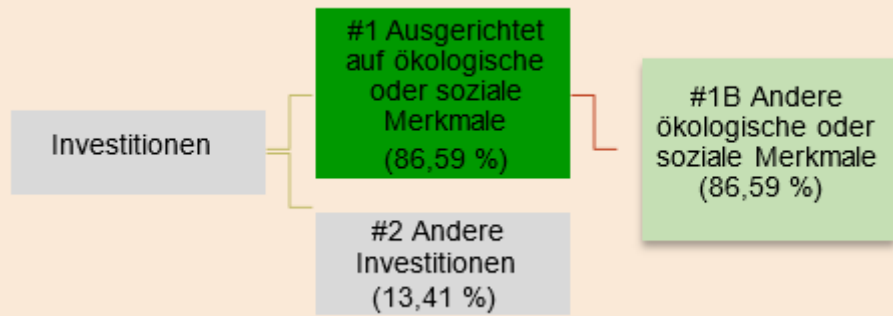 #1 Ausgerichtet
auf ökologische
oder soziale
Merkmale
(86,59 %)
Investitionen
#1B Andere
ökologische oder
soziale Merkmale
(86,59 %)
#2 Andere
Investitionen
(13,41 %)